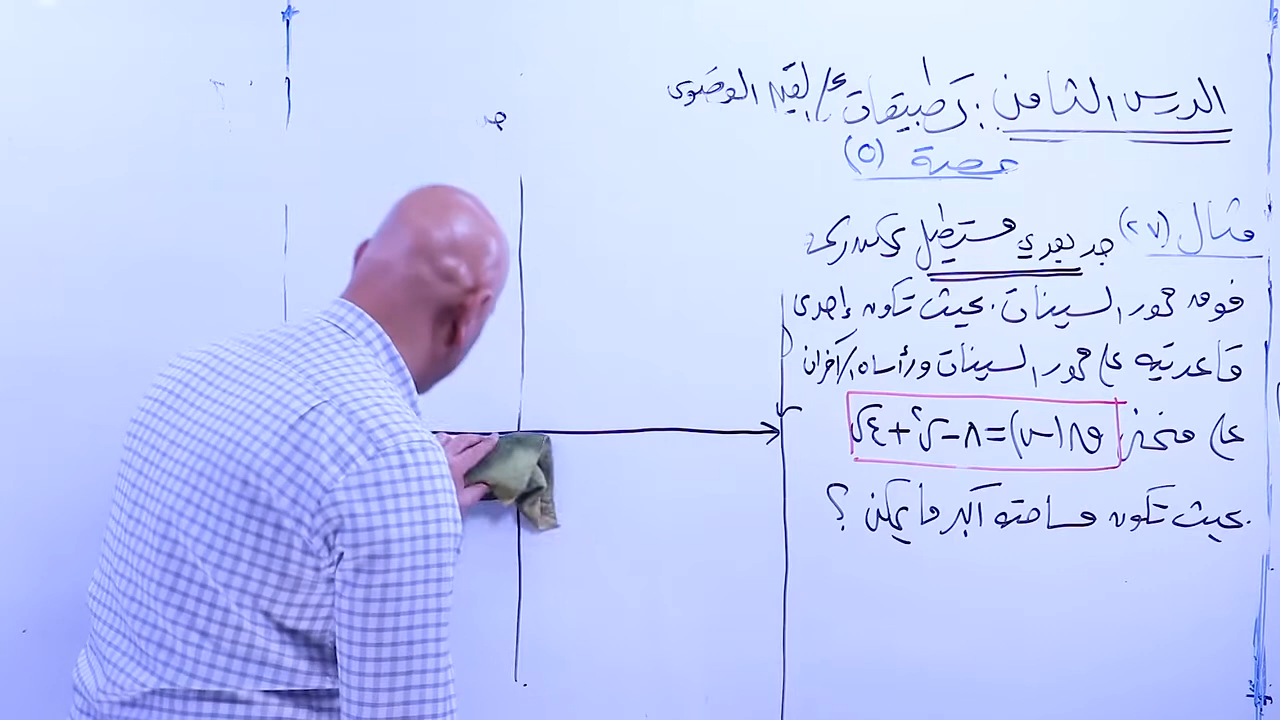 الدرس الثامن: تطبيقات ع/ القيم القصوى
حصة (٥)
مثال (٢٧) جد بعدي مستطيل يمكن رسمه
فوق محور السينات بحيث تكون إحدى
قاعدتيه على محور السينات ورأساه الآخران
على منحنى ق(س) = ٨ - س² + ٤س
بحيث تكون مساحته أكبر ما يمكن ؟